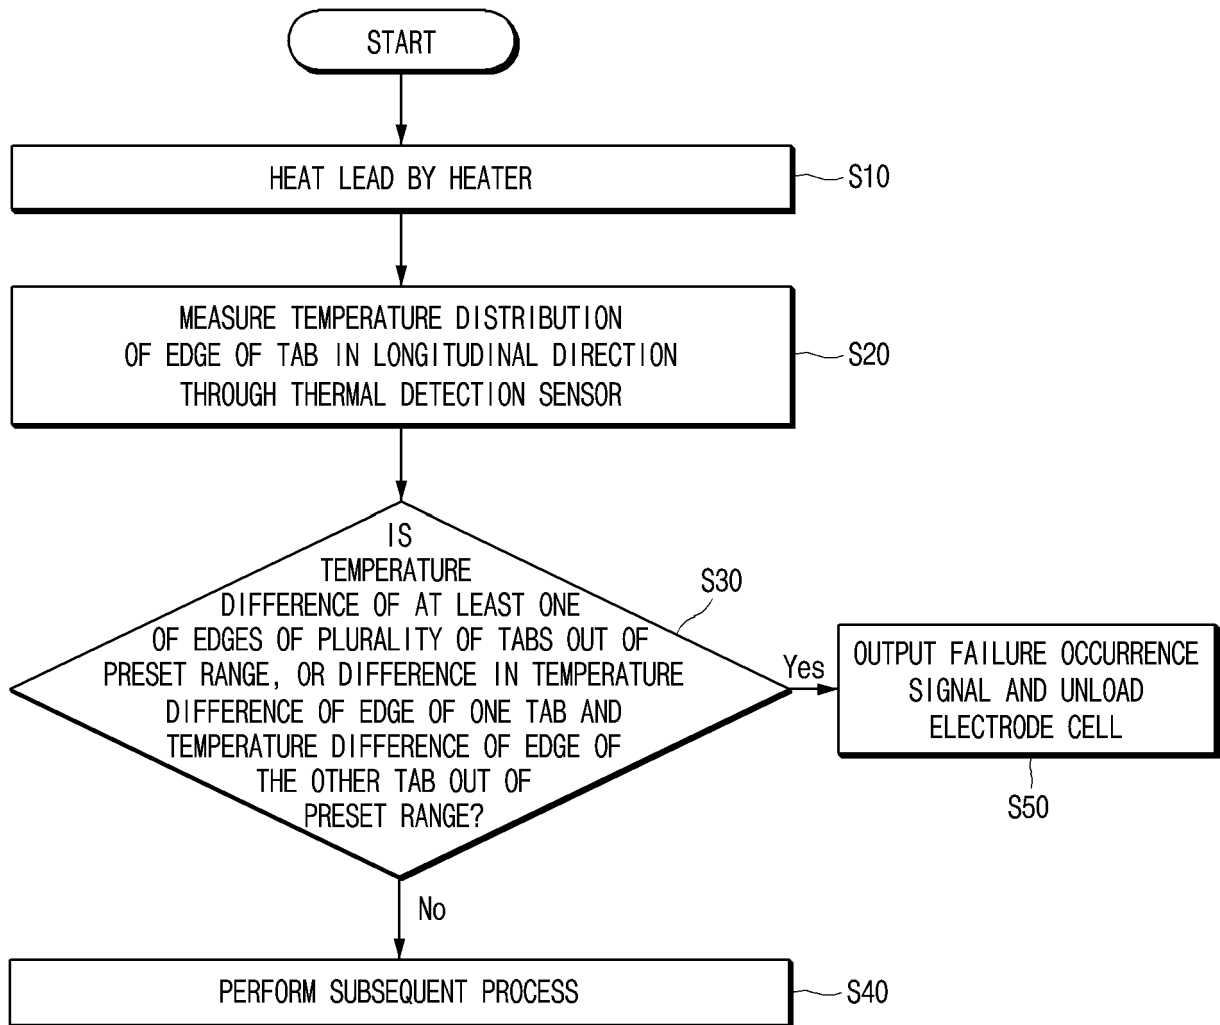 START
HEAT LEAD BY HEATER
S10
MEASURE TEMPERATURE DISTRIBUTION
OF EDGE OF TAB IN LONGITUDINAL DIRECTION
THROUGH THERMAL DETECTION SENSOR
S20
IS
TEMPERATURE
DIFFERENCE OF AT LEAST ONE
OF EDGES OF PLURALITY OF TABS OUT OF
PRESET RANGE, OR DIFFERENCE IN TEMPERATURE
DIFFERENCE OF EDGE OF ONE TAB AND
TEMPERATURE DIFFERENCE OF EDGE OF
THE OTHER TAB OUT OF
PRESET RANGE?
S30
Yes
OUTPUT FAILURE OCCURRENCE
SIGNAL AND UNLOAD
ELECTRODE CELL
S50
No
PERFORM SUBSEQUENT PROCESS
S40